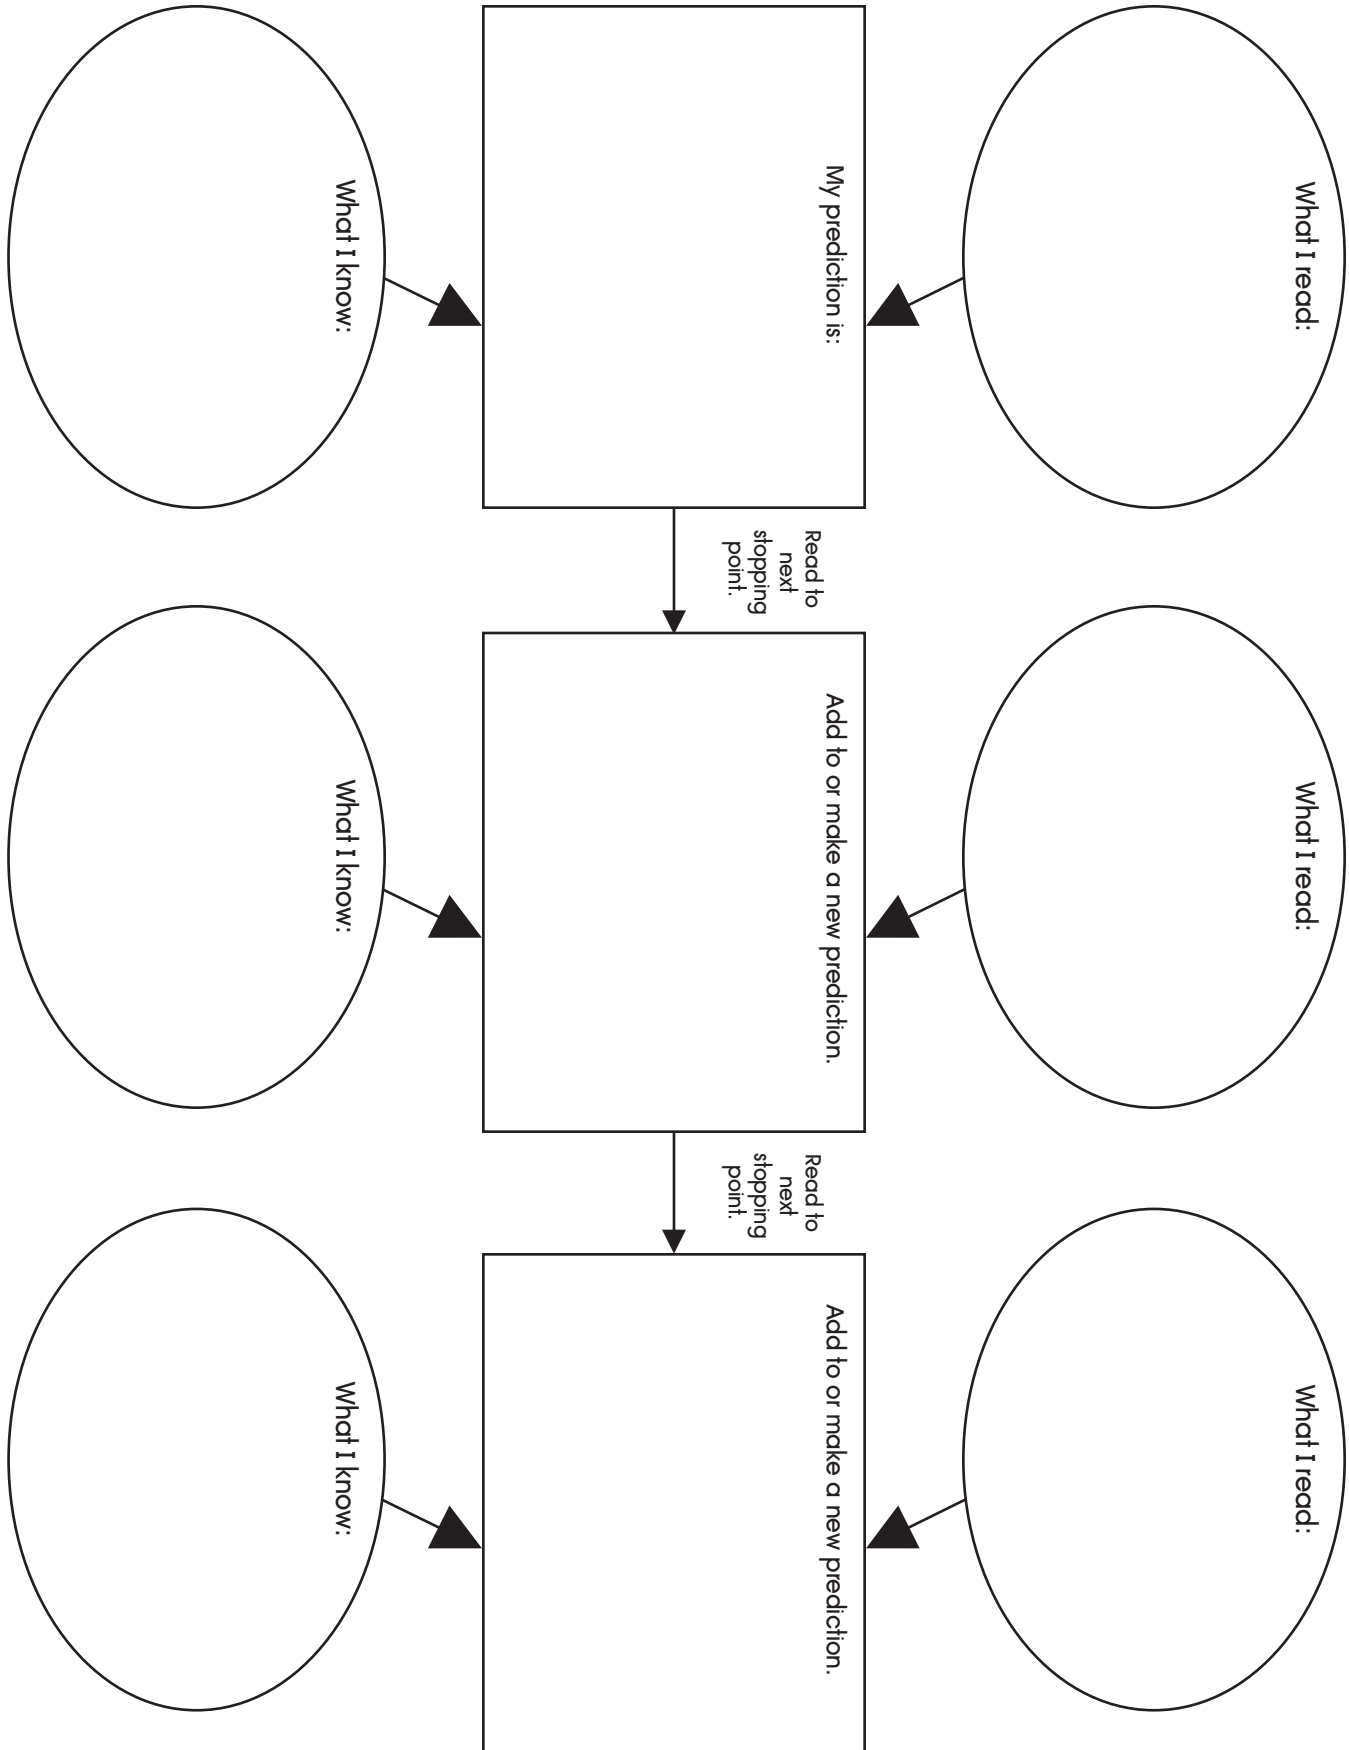 What I read:
What I read:
What I read:
My prediction is:
Read to
next
stopping
point.
Add to or make a new prediction.
Read to
next
stopping
point.
Add to or make a new prediction.
What I know:
What I know:
What I know: